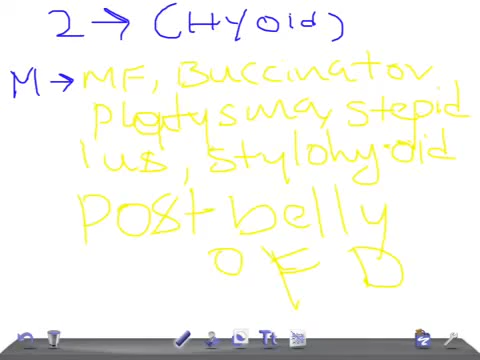 2 → (Hyoid)
M → MF, Buccinator
Platysma, stepid
ius, stylohyoid
post belly
OF D